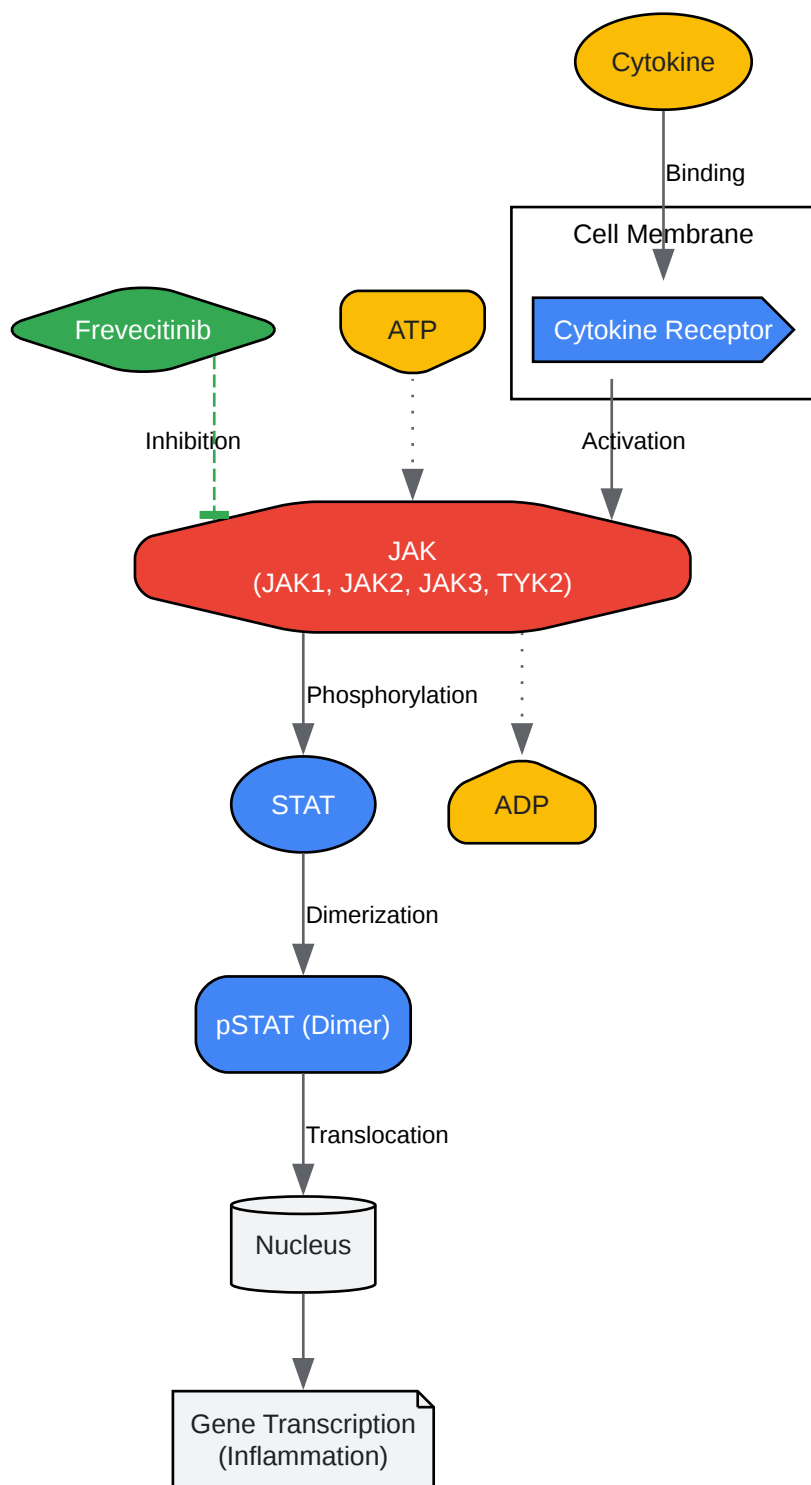 Cytokine
Binding
Cell Membrane
Frevecitinib
ATP
Cytokine Receptor
Inhibition
Activation
JAK
(JAK1, JAK2, JAK3, TYK2)
Phosphorylation
STAT
ADP
Dimerization
pSTAT (Dimer)
Translocation
Nucleus
Gene Transcription
(Inflammation)